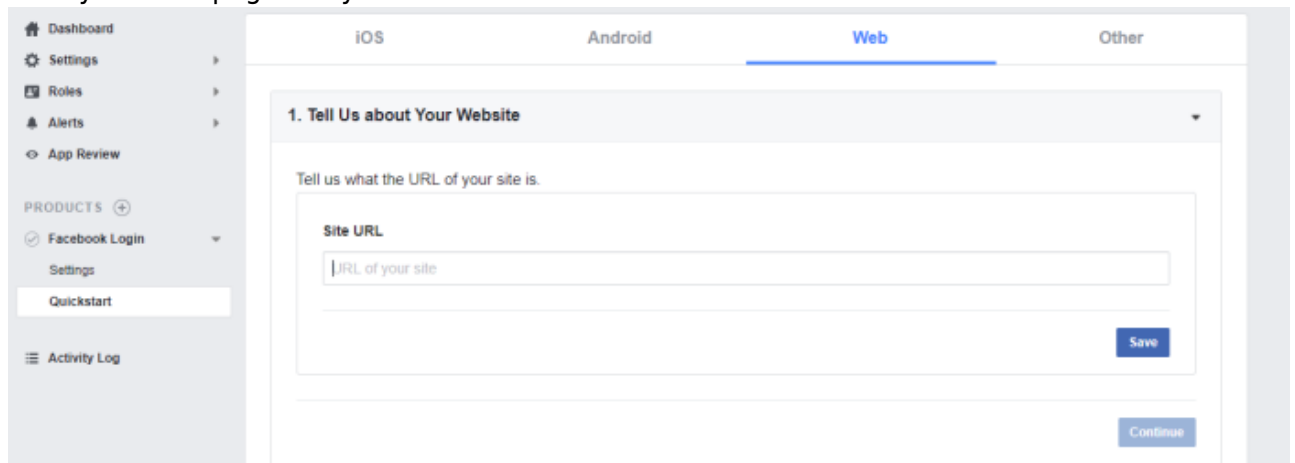 Dashboard
Settings
Roles
Alerts
App Review
PRODUCTS
Facebook Login
Settings
Quickstart
Activity Log
iOS Android Web Other
1. Tell Us about Your Website
Tell us what the URL of your site is.
Site URL
URL of your site
Save
Continue